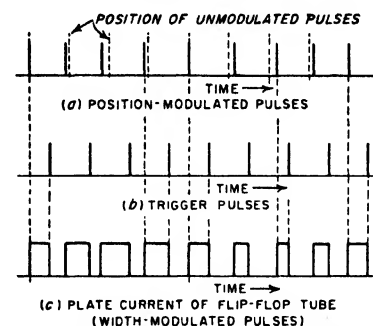 POSITION OF UNMODULATED PULSES
TIME
(a) POSITION-MODULATED PULSES
TIME
(b) TRIGGER PULSES
TIME
(c) PLATE CURRENT OF FLIP-FLOP TUBE
(WIDTH-MODULATED PULSES)